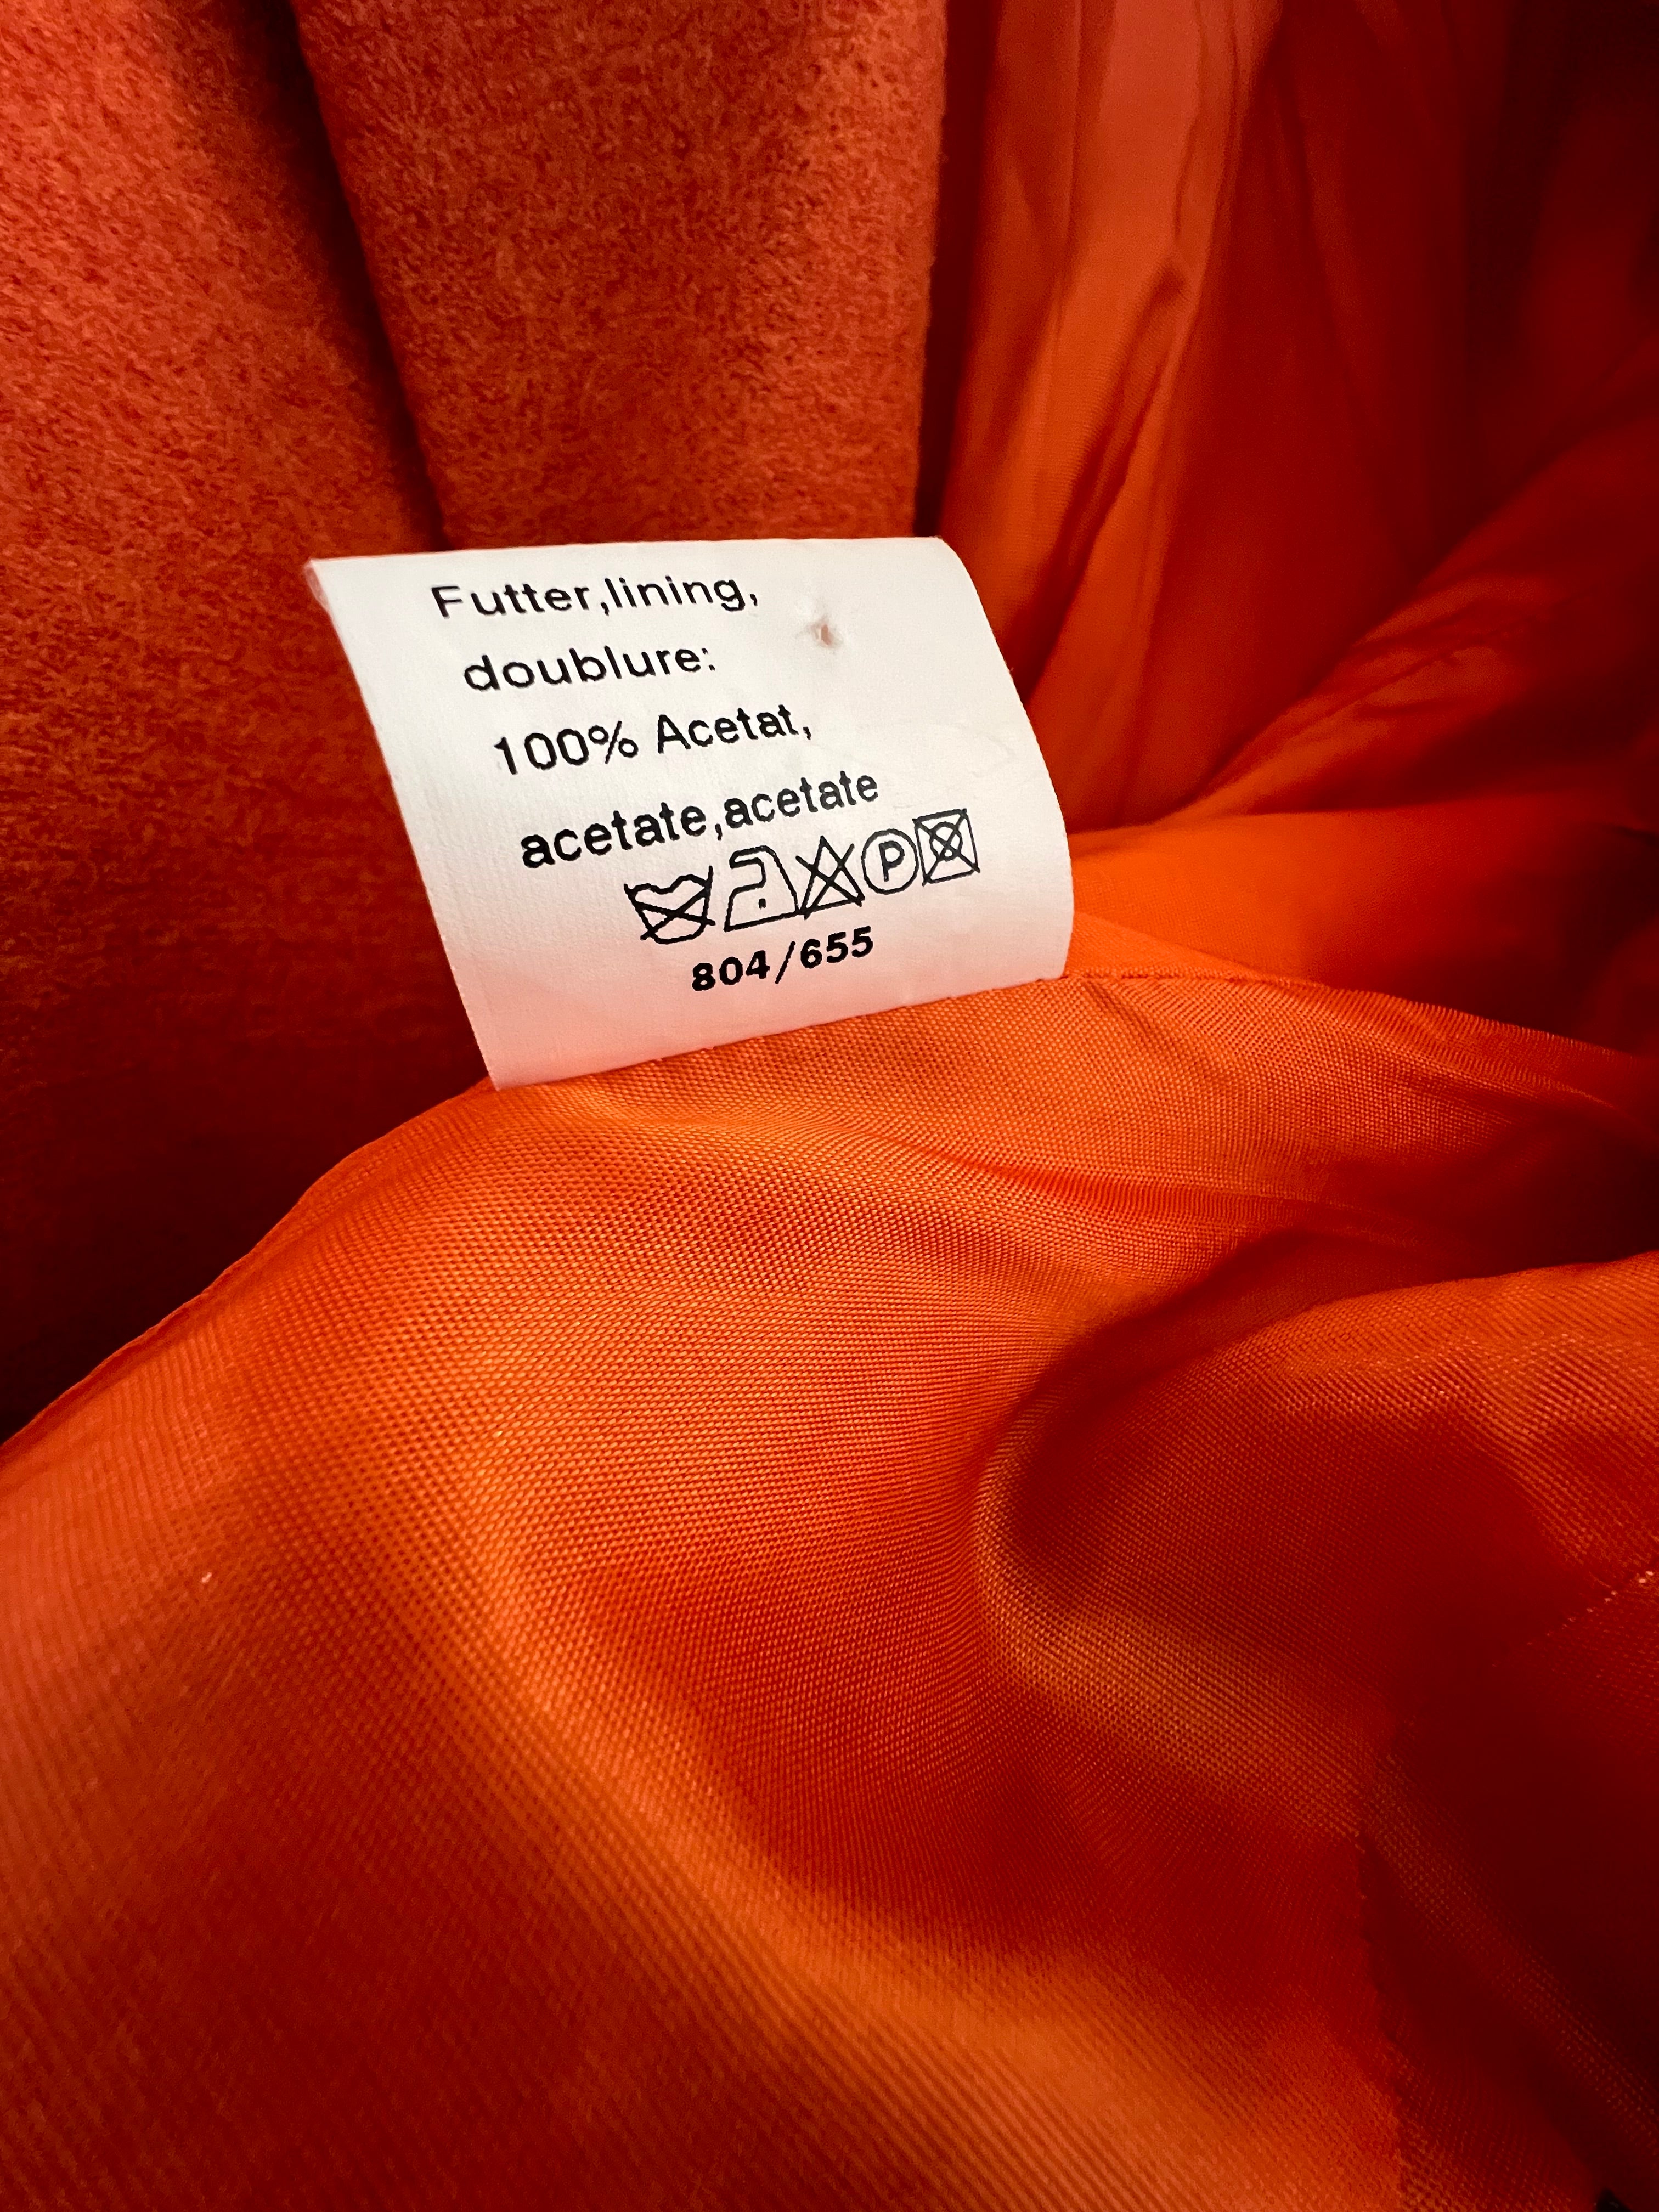 Futter,lining,
doublure:
100% Acetat,
acetate,acetate
P
804/655